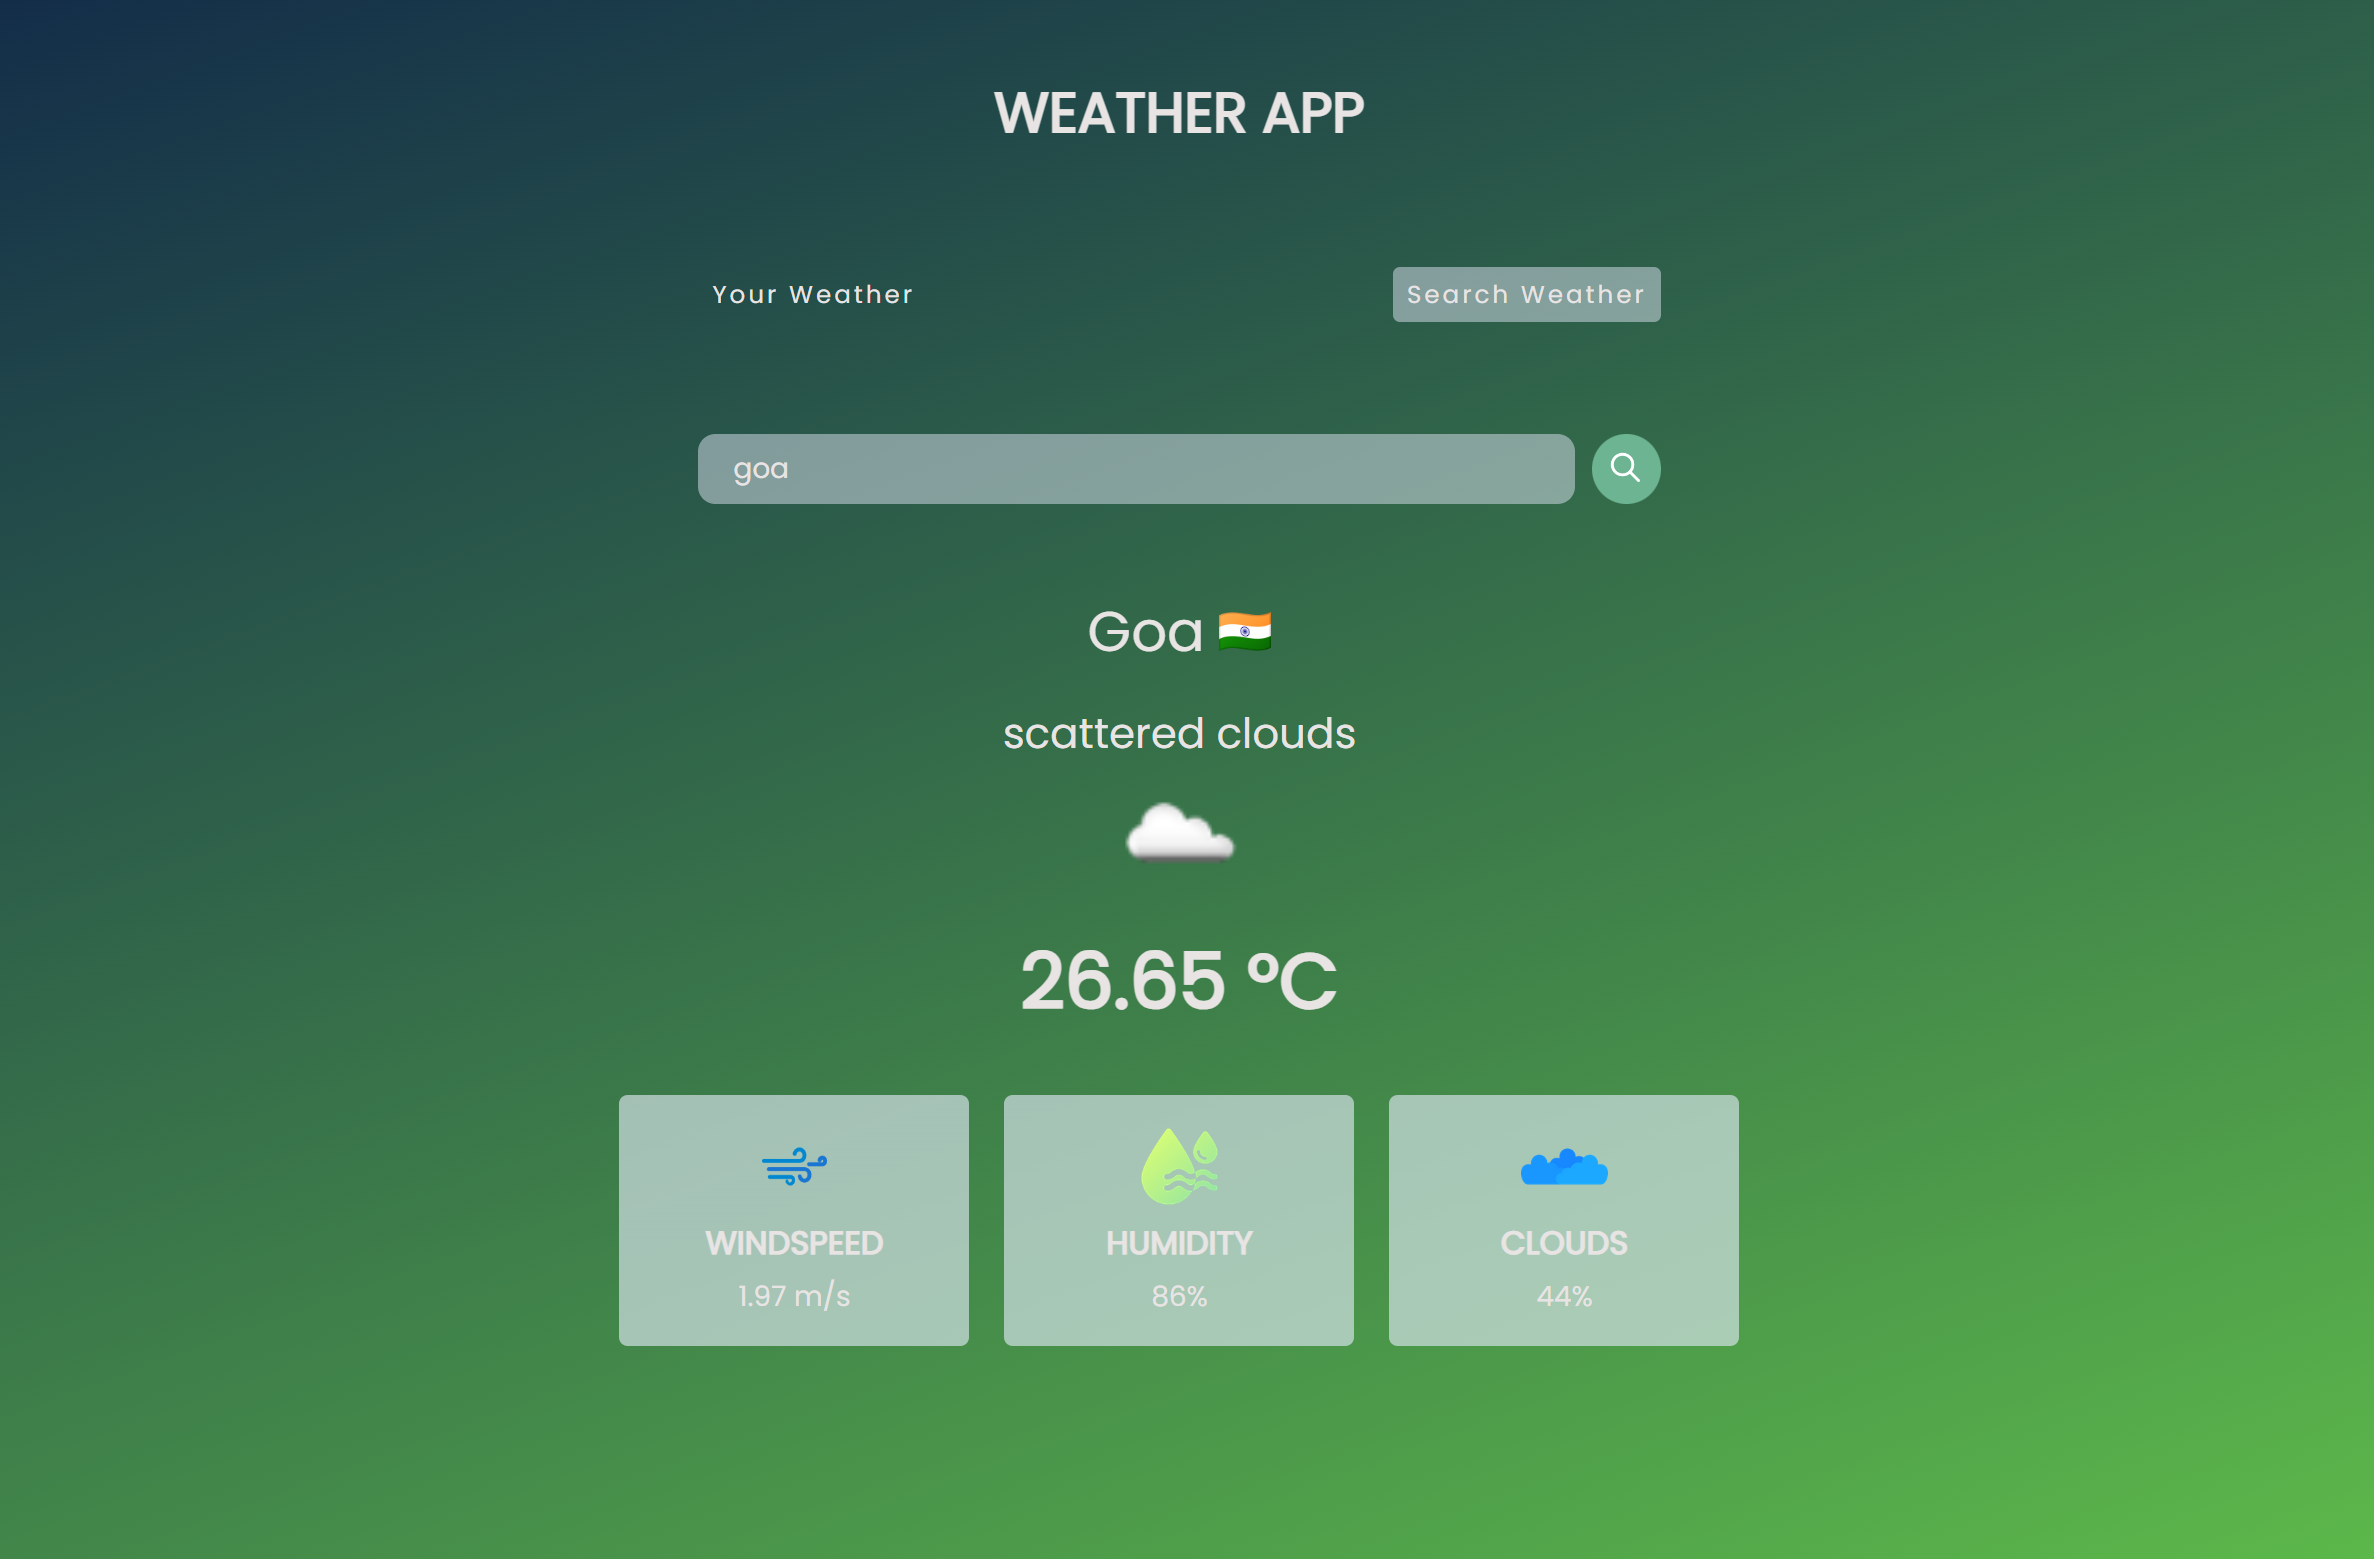 WEATHER APP
Your Weather
Search Weather
goa
Goa
scattered clouds
26.65 °C
WINDSPEED
1.97 m/s
HUMIDITY
86%
CLOUDS
44%